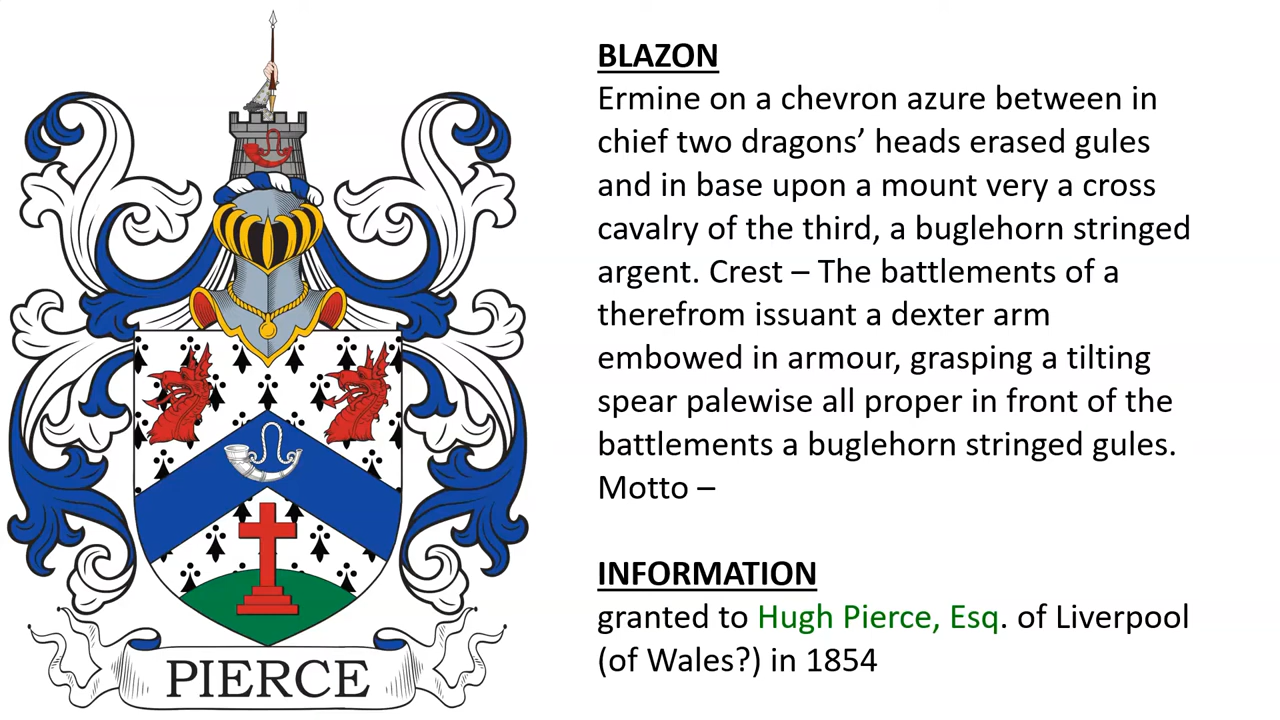 BLAZON
Ermine on a chevron azure between in
chief two dragons’ heads erased gules
and in base upon a mount very a cross
cavalry of the third, a buglehorn stringed
argent. Crest – The battlements of a
therefrom issuant a dexter arm
embowed in armour, grasping a tilting
spear palewise all proper in front of the
battlements a buglehorn stringed gules.
Motto –
INFORMATION
granted to Hugh Pierce, Esq. of Liverpool
(of Wales?) in 1854
PIERCE